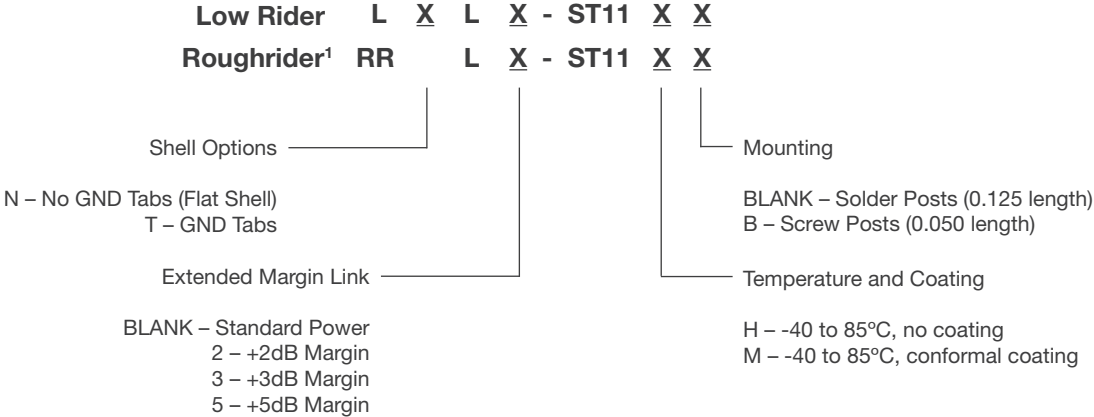 Low Rider L X L X - ST11 X X
Roughrider¹ RR L X - ST11 X X
Shell Options
N – No GND Tabs (Flat Shell)
T – GND Tabs
Extended Margin Link
BLANK – Standard Power
2 – +2dB Margin
3 – +3dB Margin
5 – +5dB Margin
Mounting
BLANK – Solder Posts (0.125 length)
B – Screw Posts (0.050 length)
Temperature and Coating
H – -40 to 85ºC, no coating
M – -40 to 85ºC, conformal coating